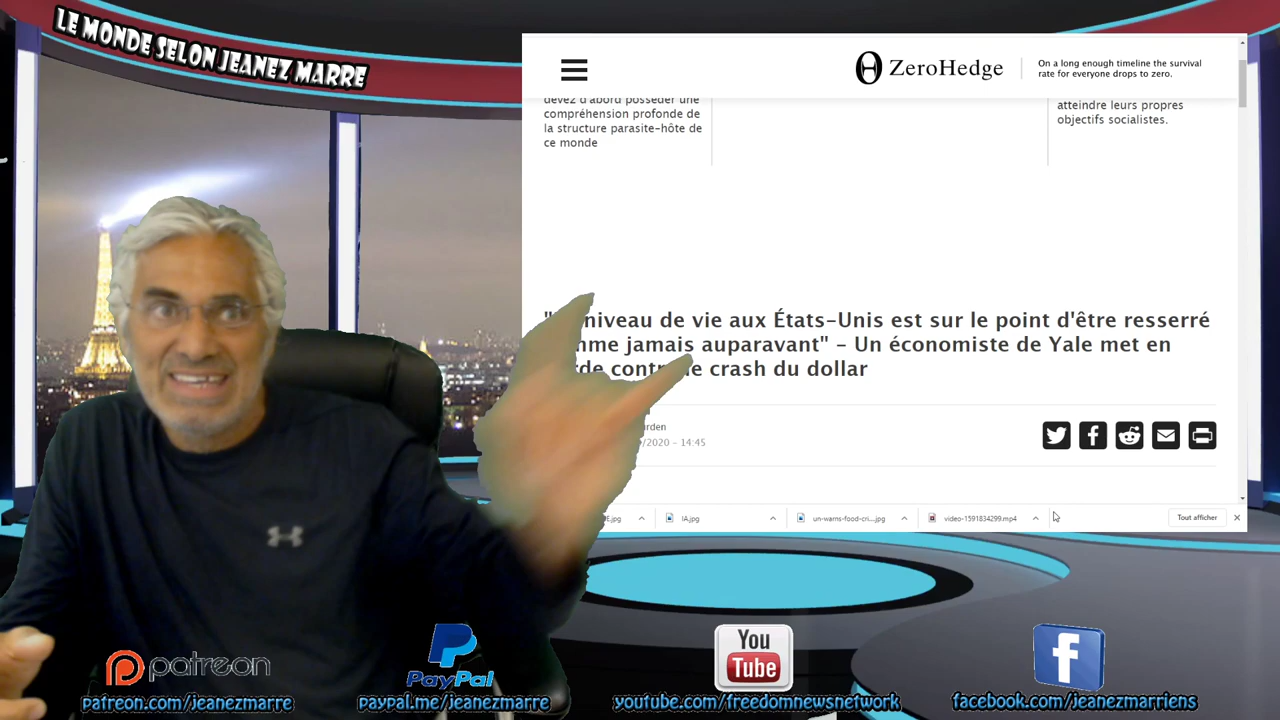 LE MONDE SELON JEANEZ MARRE
ZeroHedge
On a long enough timeline the survival
rate for everyone drops to zero.
devez d'abord posséder une
compréhension profonde de
la structure parasite-hôte de
ce monde
atteindre leurs propres
objectifs socialistes.
niveau de vie aux États-Unis est sur le point d'être resserré
jamais auparavant" – Un économiste de Yale met en
crash du dollar
/2020 – 14:45
IA.jpg
un-warns-food-cri....jpg
video-1591834299.mp4
Tout afficher
patreon
PayPal
You
Tube
patreon.com/jeanezmarre
paypal.me/jeanezmarre
youtube.com/freedomnewsnetwork
facebook.com/jeanezmarriens